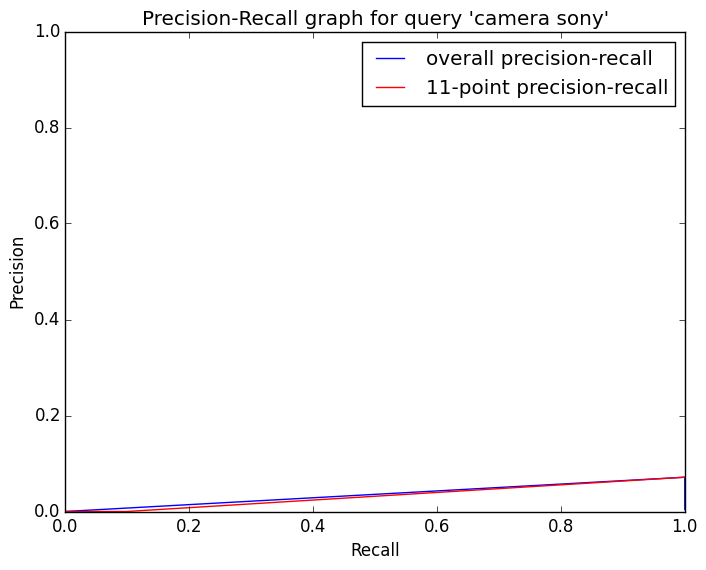 Precision-Recall graph for query 'camera sony'
overall precision-recall
11-point precision-recall
1.0
0.8
0.6
0.4
0.2
0.0
Precision
0.0 0.2 0.4 0.6 0.8 1.0
Recall